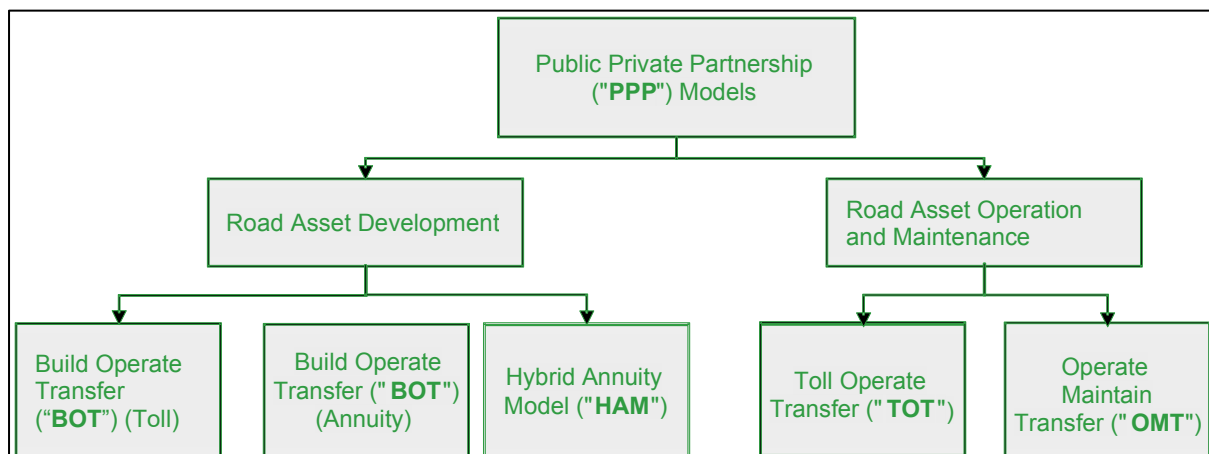 Public Private Partnership
("PPP") Models
Road Asset Development
Road Asset Operation
and Maintenance
Build Operate
Transfer
(“BOT”) (Toll)
Build Operate
Transfer (" BOT")
(Annuity)
Hybrid Annuity
Model ("HAM")
Toll Operate
Transfer (" TOT")
Operate
Maintain
Transfer (" OMT")